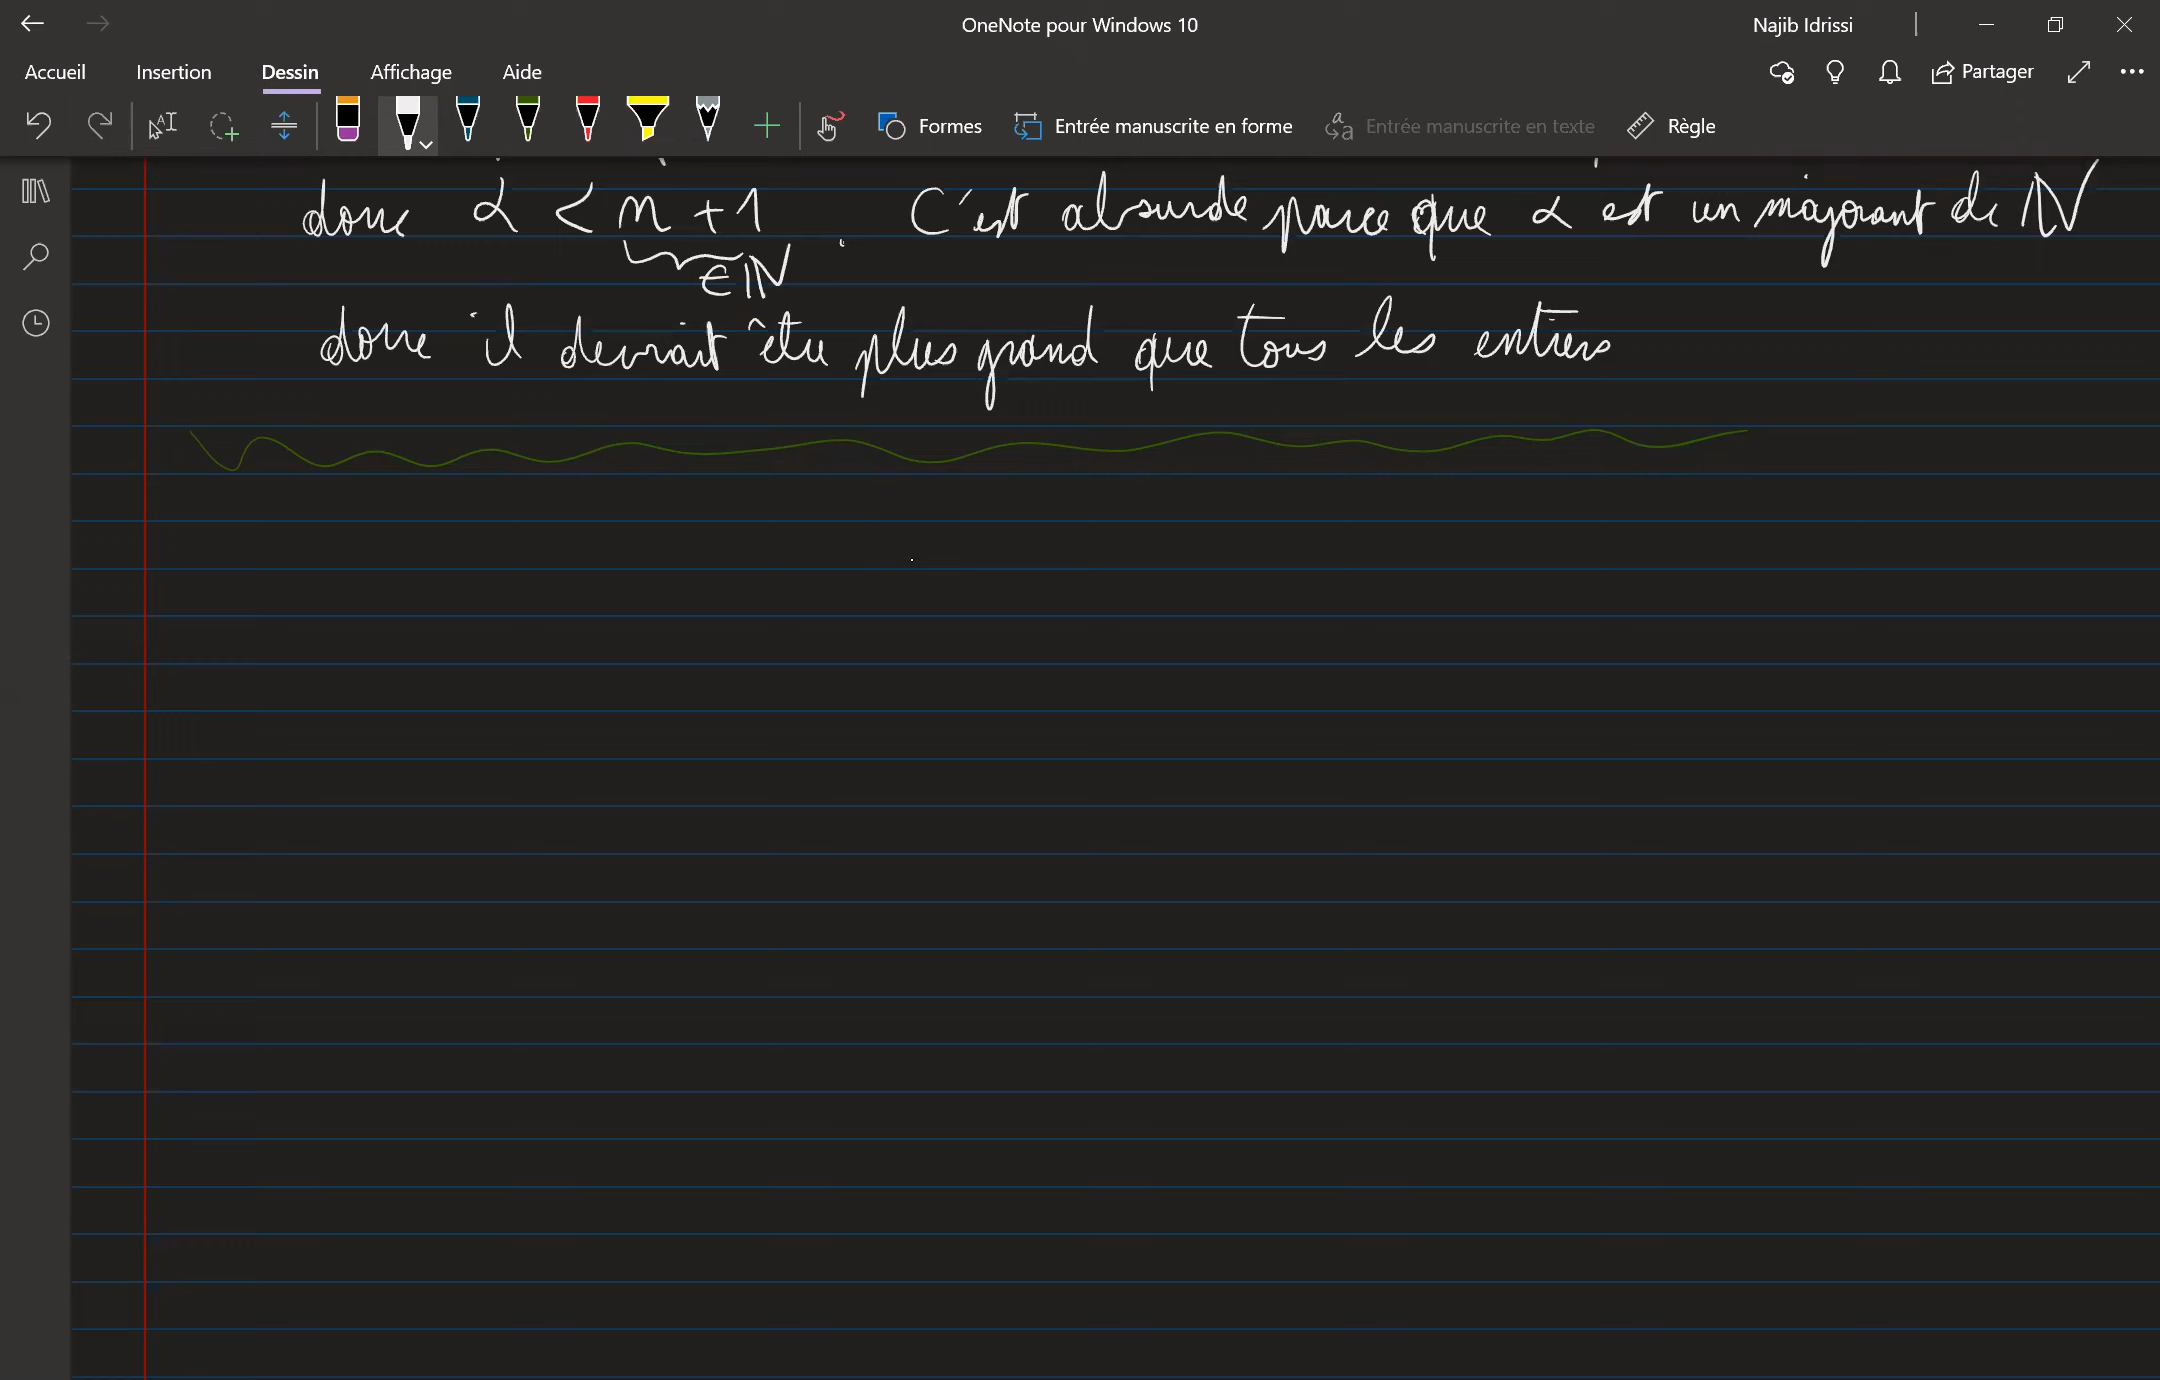 OneNote pour Windows 10
Najib Idrissi
Accueil Insertion Dessin Affichage Aide
Partager
Formes Entrée manuscrite en forme Entrée manuscrite en texte Règle
donc α < n + 1 . C'est absurde parce que α est un majorant de ℕ
∈ ℕ
donc il devrait être plus grand que tous les entiers